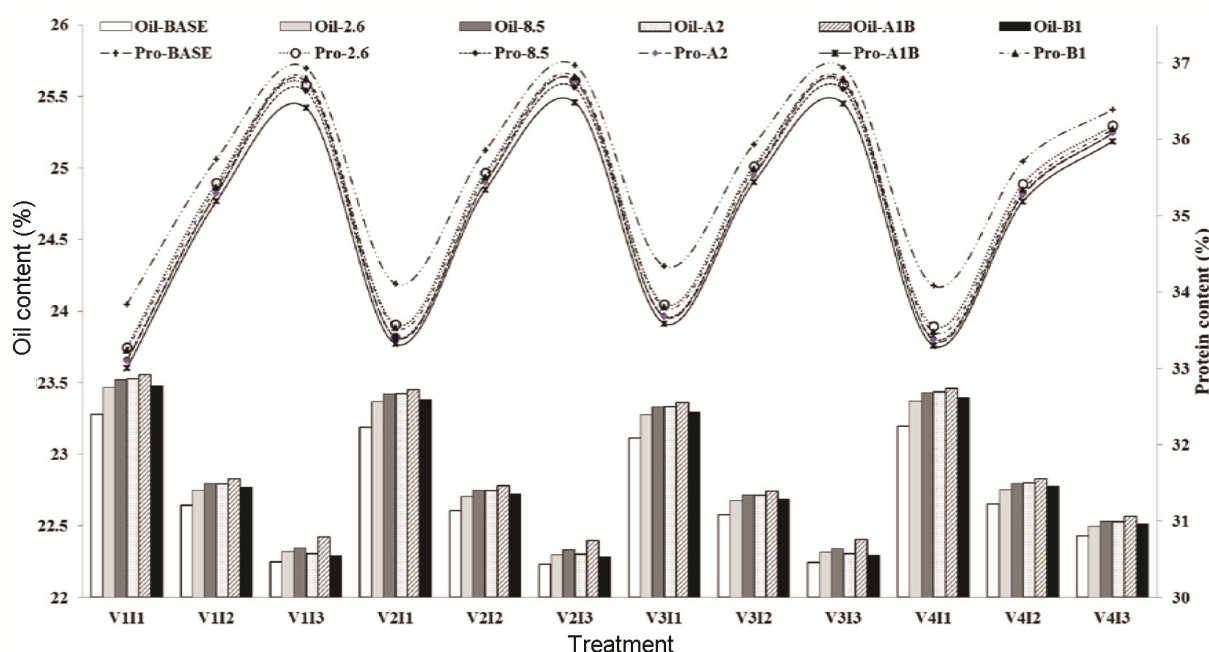 Oil-BASE Oil-2.6 Oil-8.5 Oil-A2 Oil-A1B Oil-B1
Pro-BASE Pro-2.6 Pro-8.5 Pro-A2 Pro-A1B Pro-B1
26
25.5
25
24.5
24
23.5
23
22.5
22
Oil content (%)
37
36
35
34
33
32
31
30
Protein content (%)
V1I1 V1I2 V1I3 V2I1 V2I2 V2I3 V3I1 V3I2 V3I3 V4I1 V4I2 V4I3
Treatment